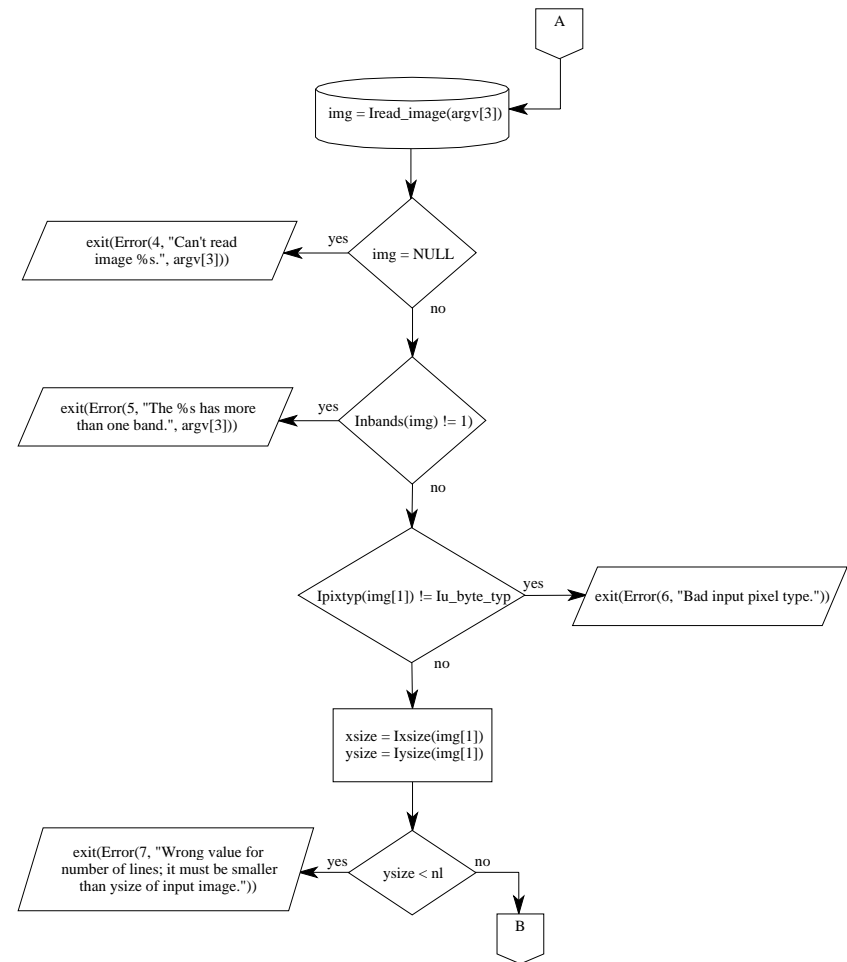 A
img = Iread_image(argv[3])
yes
exit(Error(4, "Can't read
image %s.", argv[3]))
img = NULL
no
yes
exit(Error(5, "The %s has more
than one band.", argv[3]))
Inbands(img) != 1)
no
Ipixtyp(img[1]) != Iu_byte_typ
yes
exit(Error(6, "Bad input pixel type."))
no
xsize = Ixsize(img[1])
ysize = Iysize(img[1])
exit(Error(7, "Wrong value for
number of lines; it must be smaller
than ysize of input image."))
yes
ysize < nl
no
B